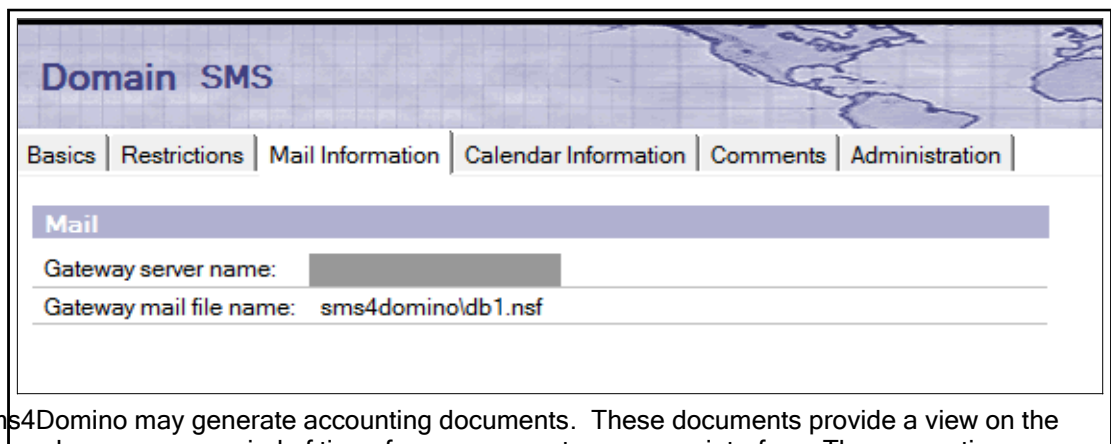 Domain SMS
Basics Restrictions Mail Information Calendar Information Comments Administration
Mail
Gateway server name:
Gateway mail file name: sms4domino\db1.nsf
s4Domino may generate accounting documents. These documents provide a view on the